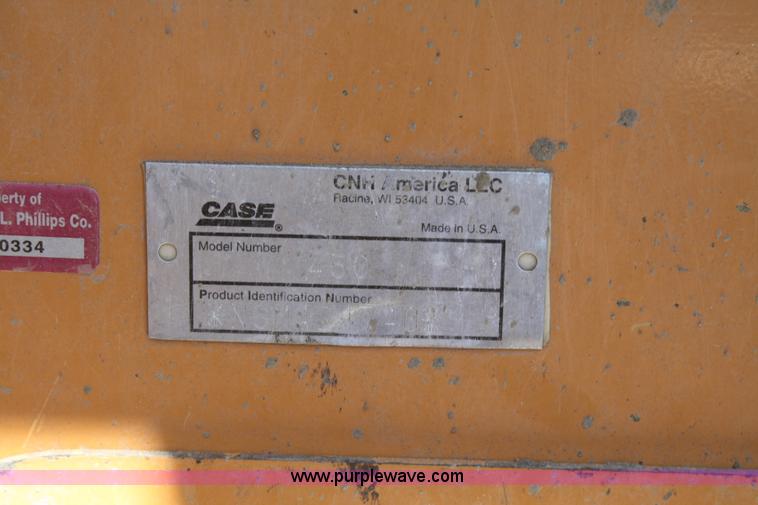 perty of
L. Phillips Co.
0334
CNH America LLC
Racine, WI 53404 U.S.A.
CASE
®
Made in U.S.A.
Model Number
Product Identification Number
www.purplewave.com